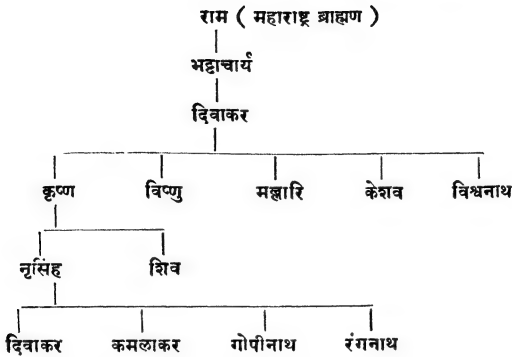 राम ( महाराष्ट्र ब्राह्मण )
भट्टाचार्य
दिवाकर
कृष्ण विष्णु मल्लारि केशव विश्वनाथ
नृसिंह शिव
दिवाकर कमलाकर गोपीनाथ रंगनाथ